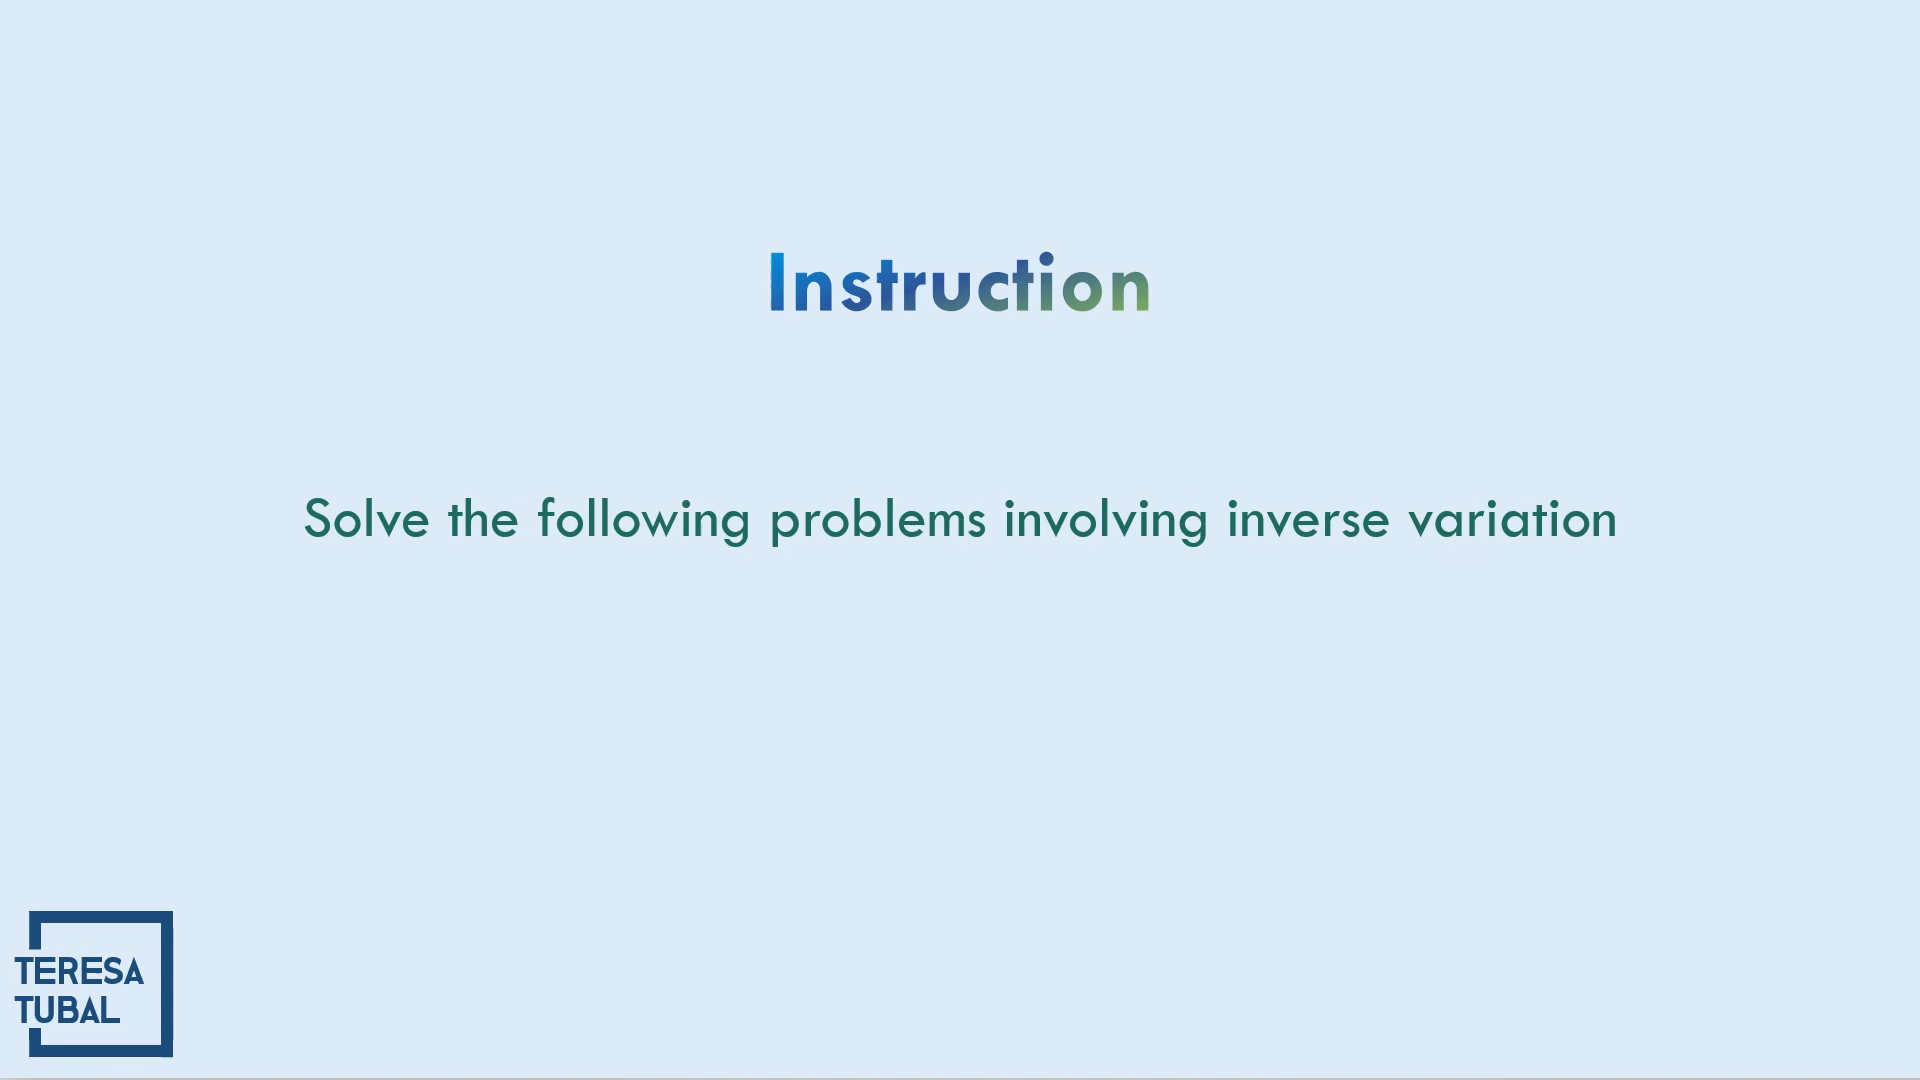 Instruction
Solve the following problems involving inverse variation
TERESA
TUBAL